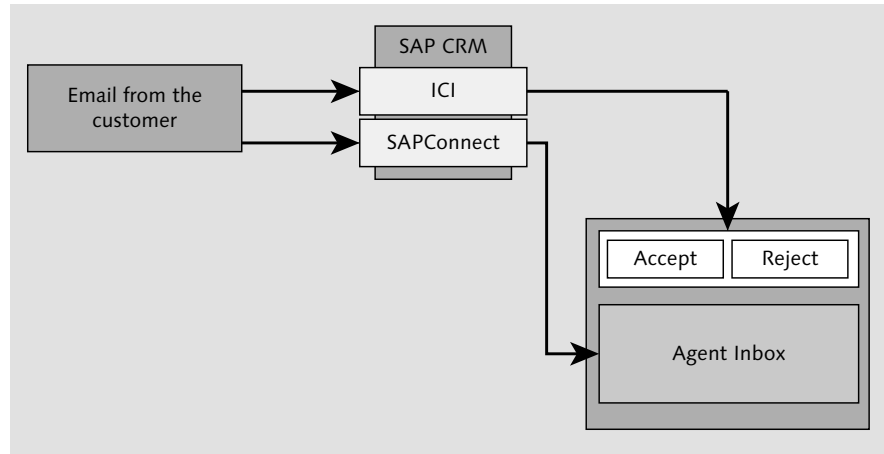 SAP CRM
Email from the
customer
ICI
SAPConnect
Accept
Reject
Agent Inbox